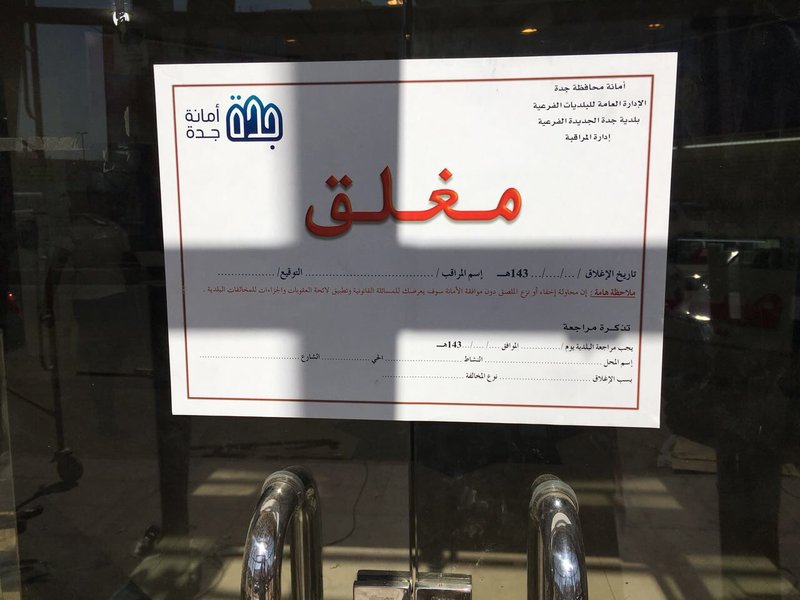 أمانة محافظة جدة
الإدارة العامة للبلديات الفرعية
بلدية جدة الجديدة الفرعية
إدارة المراقبة
أمانة
جدة
جدة
مغلق
تاريخ الإغلاق / .../..../...143هـ إسم المراقب /........................ التوقيع/................
ملاحظة هامة : إن محاولة إخفاء أو نزع الملصق دون موافقة الأمانة سوف يعرضك للمسائلة القانونية وتطبيق لائحة العقوبات والجزاءات للمخالفات البلدية .
تذكرة مراجعة
يجب مراجعة البلدية يوم /............ الموافق .../..../...143هـ
إسم المحل .................... النشاط .................... الحي .................... الشارع ....................
بسب الإغلاق .................... نوع المخالفة ....................